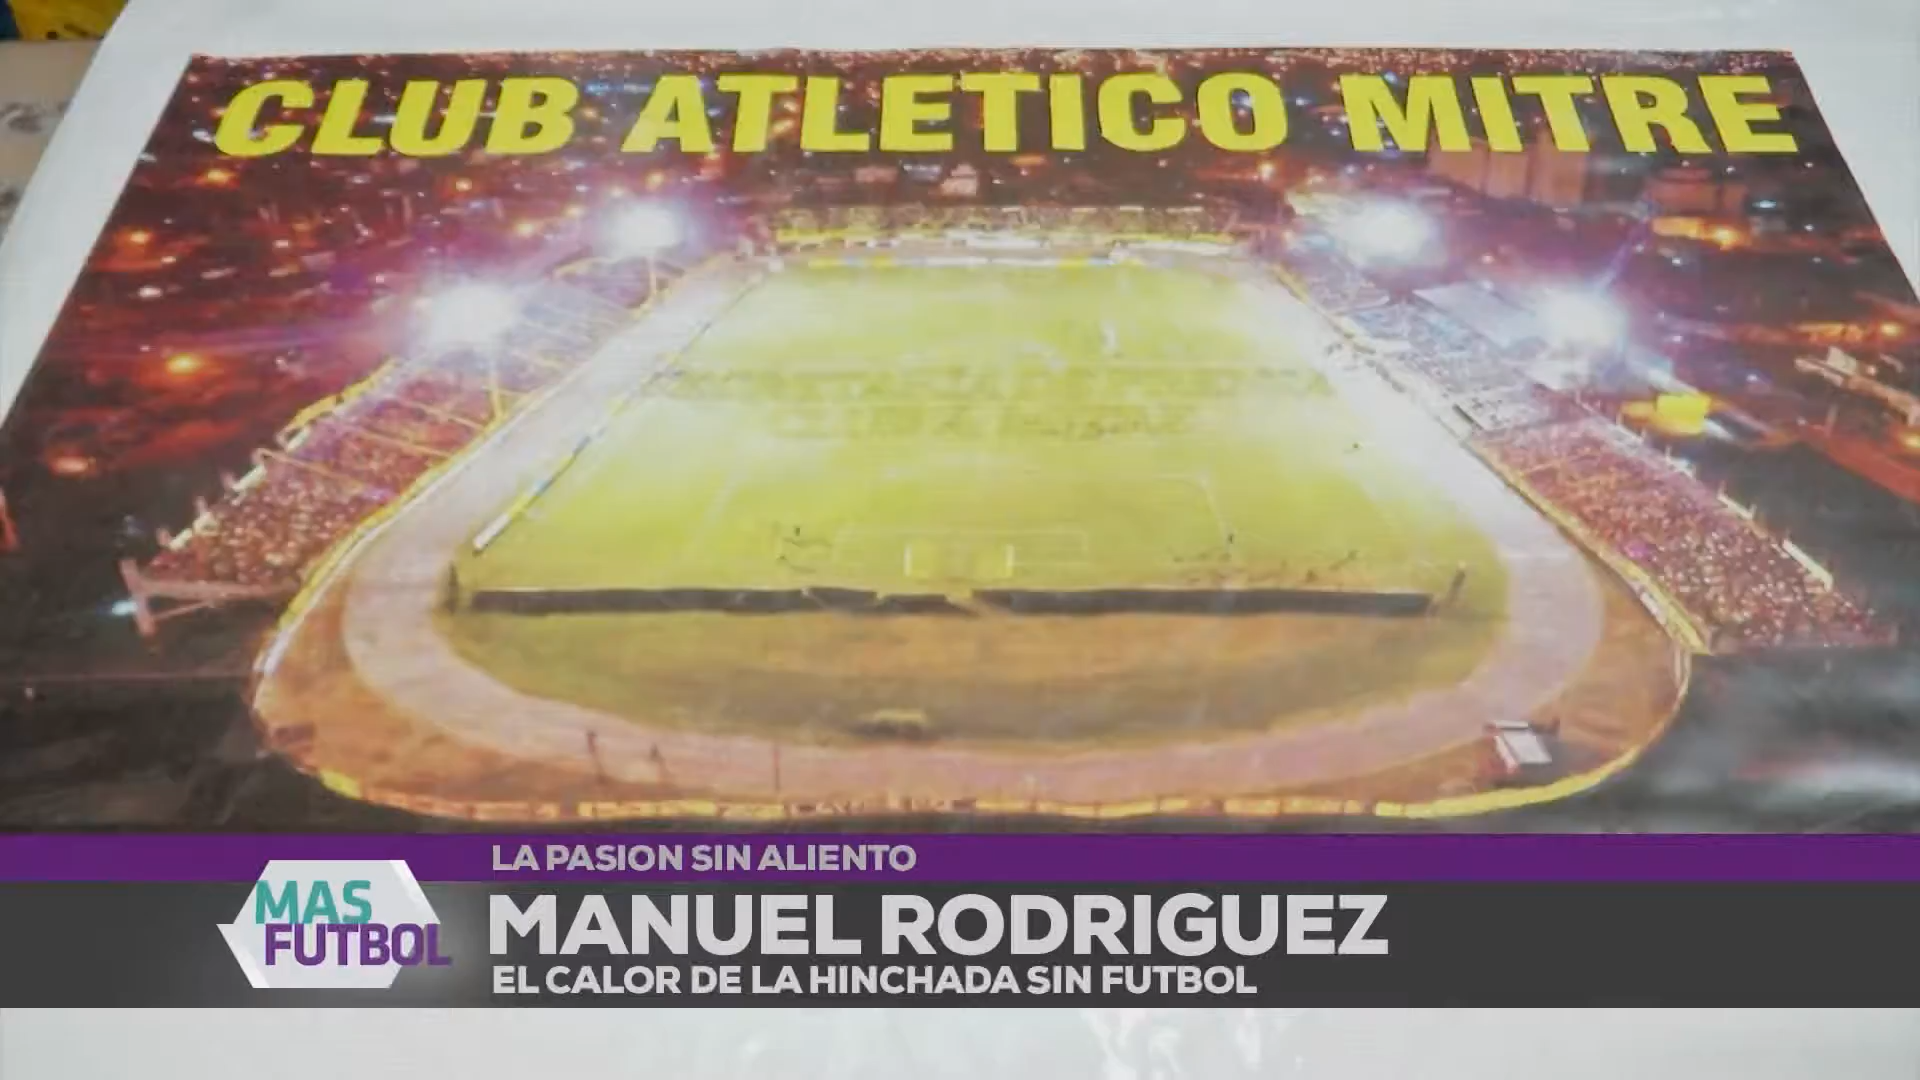 CLUB ATLETICO MITRE
LA PASION SIN ALIENTO
MAS
FUTBOL
MANUEL RODRIGUEZ
EL CALOR DE LA HINCHADA SIN FUTBOL